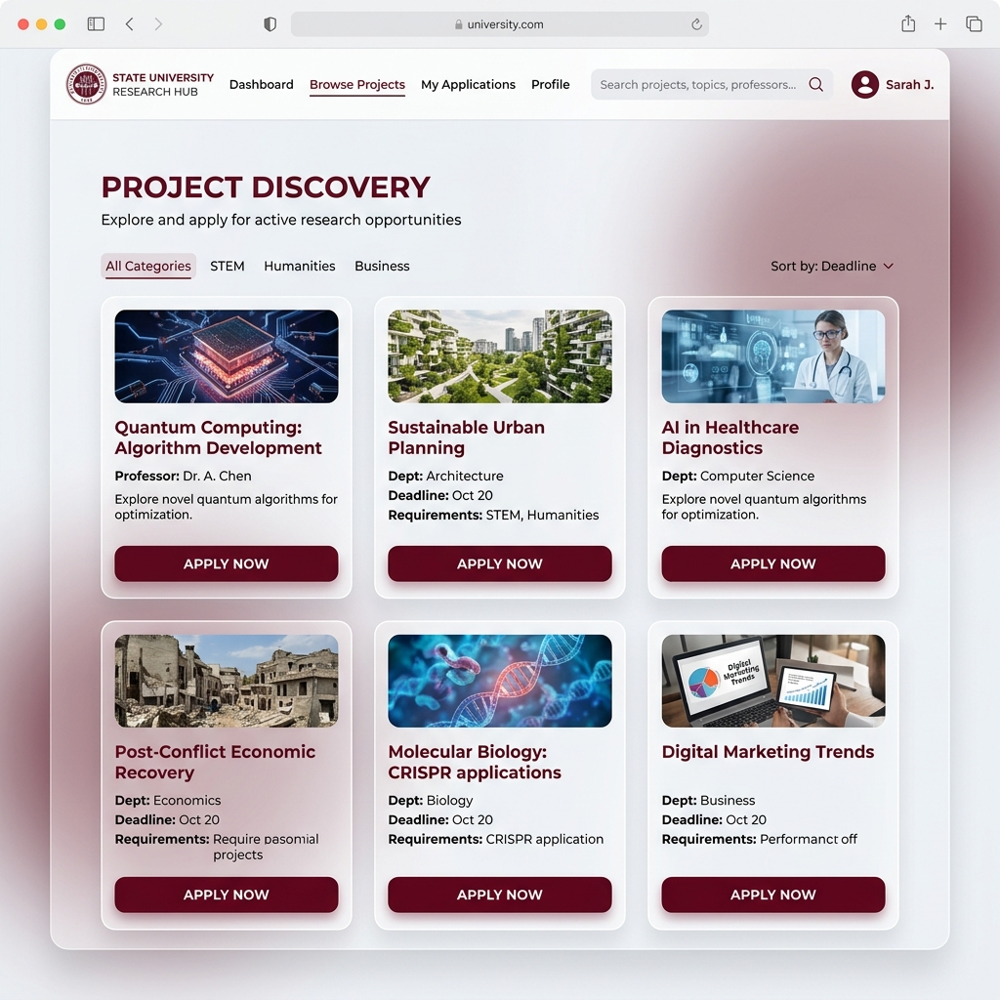 university.com
STATE UNIVERSITY
RESEARCH HUB
Dashboard
Browse Projects
My Applications
Profile
Search projects, topics, professors...
Sarah J.
PROJECT DISCOVERY
Explore and apply for active research opportunities
All Categories
STEM
Humanities
Business
Sort by: Deadline
Quantum Computing:
Algorithm Development
Professor: Dr. A. Chen
Explore novel quantum algorithms for
optimization.
APPLY NOW
Sustainable Urban
Planning
Dept: Architecture
Deadline: Oct 20
Requirements: STEM, Humanities
APPLY NOW
AI in Healthcare
Diagnostics
Dept: Computer Science
Explore novel quantum algorithms
for optimization.
APPLY NOW
Post-Conflict Economic
Recovery
Dept: Economics
Deadline: Oct 20
Requirements: Require pasomial
projects
APPLY NOW
Molecular Biology:
CRISPR applications
Dept: Biology
Deadline: Oct 20
Requirements: CRISPR application
APPLY NOW
Digital
Marketing
Trends
Digital Marketing Trends
Dept: Business
Deadline: Oct 20
Requirements: Performanct off
APPLY NOW